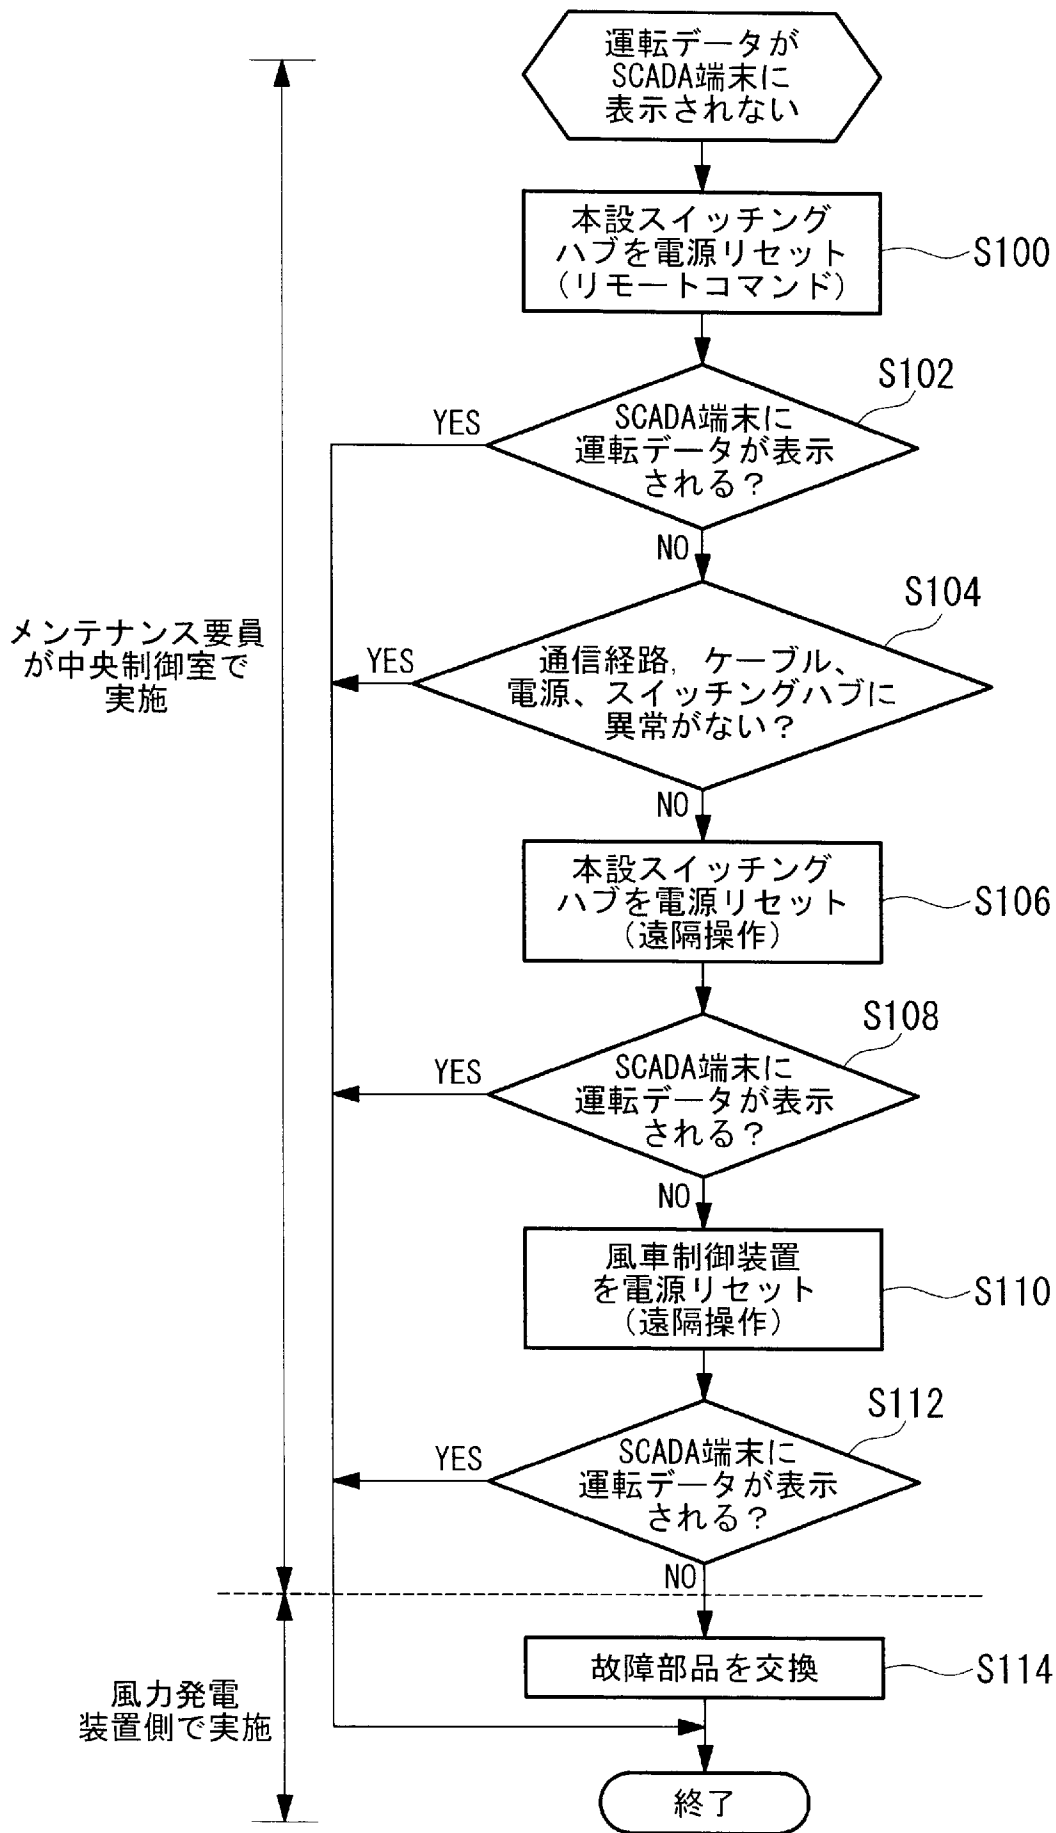 運転データが
SCADA端末に
表示されない
本設スイッチング
ハブを電源リセット
(リモートコマンド)
S100
S102
SCADA端末に
運転データが表示
される?
YES
NO
S104
通信経路, ケーブル、
電源、スイッチングハブに
異常がない?
YES
NO
メンテナンス要員
が中央制御室で
実施
本設スイッチング
ハブを電源リセット
(遠隔操作)
S106
S108
SCADA端末に
運転データが表示
される?
YES
NO
風車制御装置
を電源リセット
(遠隔操作)
S110
S112
SCADA端末に
運転データが表示
される?
YES
NO
故障部品を交換
S114
風力発電
装置側で実施
終了